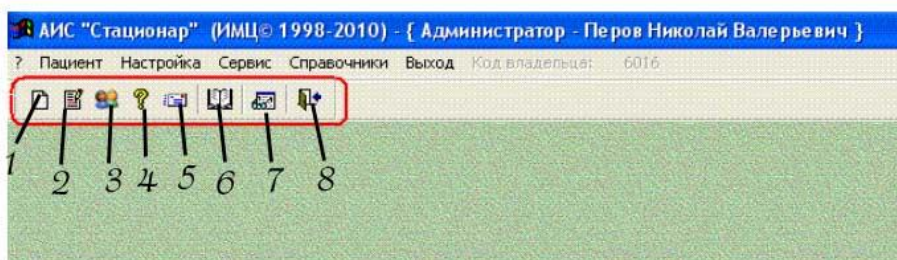 АИС "Стационар" (ИМЦ© 1998-2010) - { Администратор - Перов Николай Валерьевич }
? Пациент Настройка Сервис Справочники Выход Код владельца: 6016
1 2 3 4 5 6 7 8